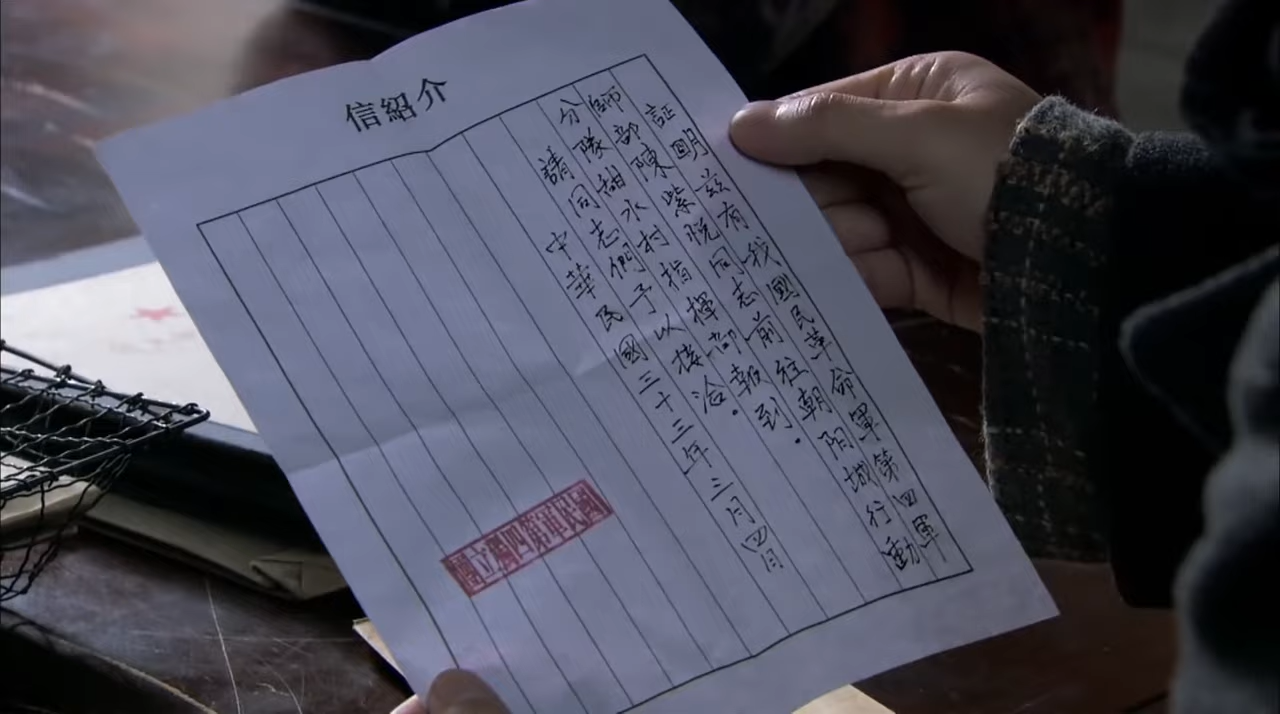 介紹信
証明 茲有我國民革命軍第四軍
師部陳紫悅同志前往朝陽城行動
分隊甜水村指揮部報到.
請同志們予以接洽.
中華民國三十三年三月四日